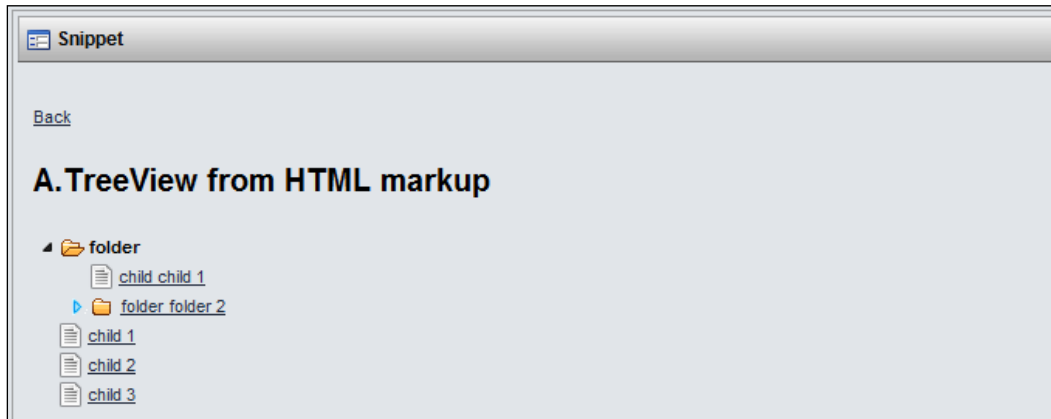 Snippet
Back
A.TreeView from HTML markup
folder
child child 1
folder folder 2
child 1
child 2
child 3